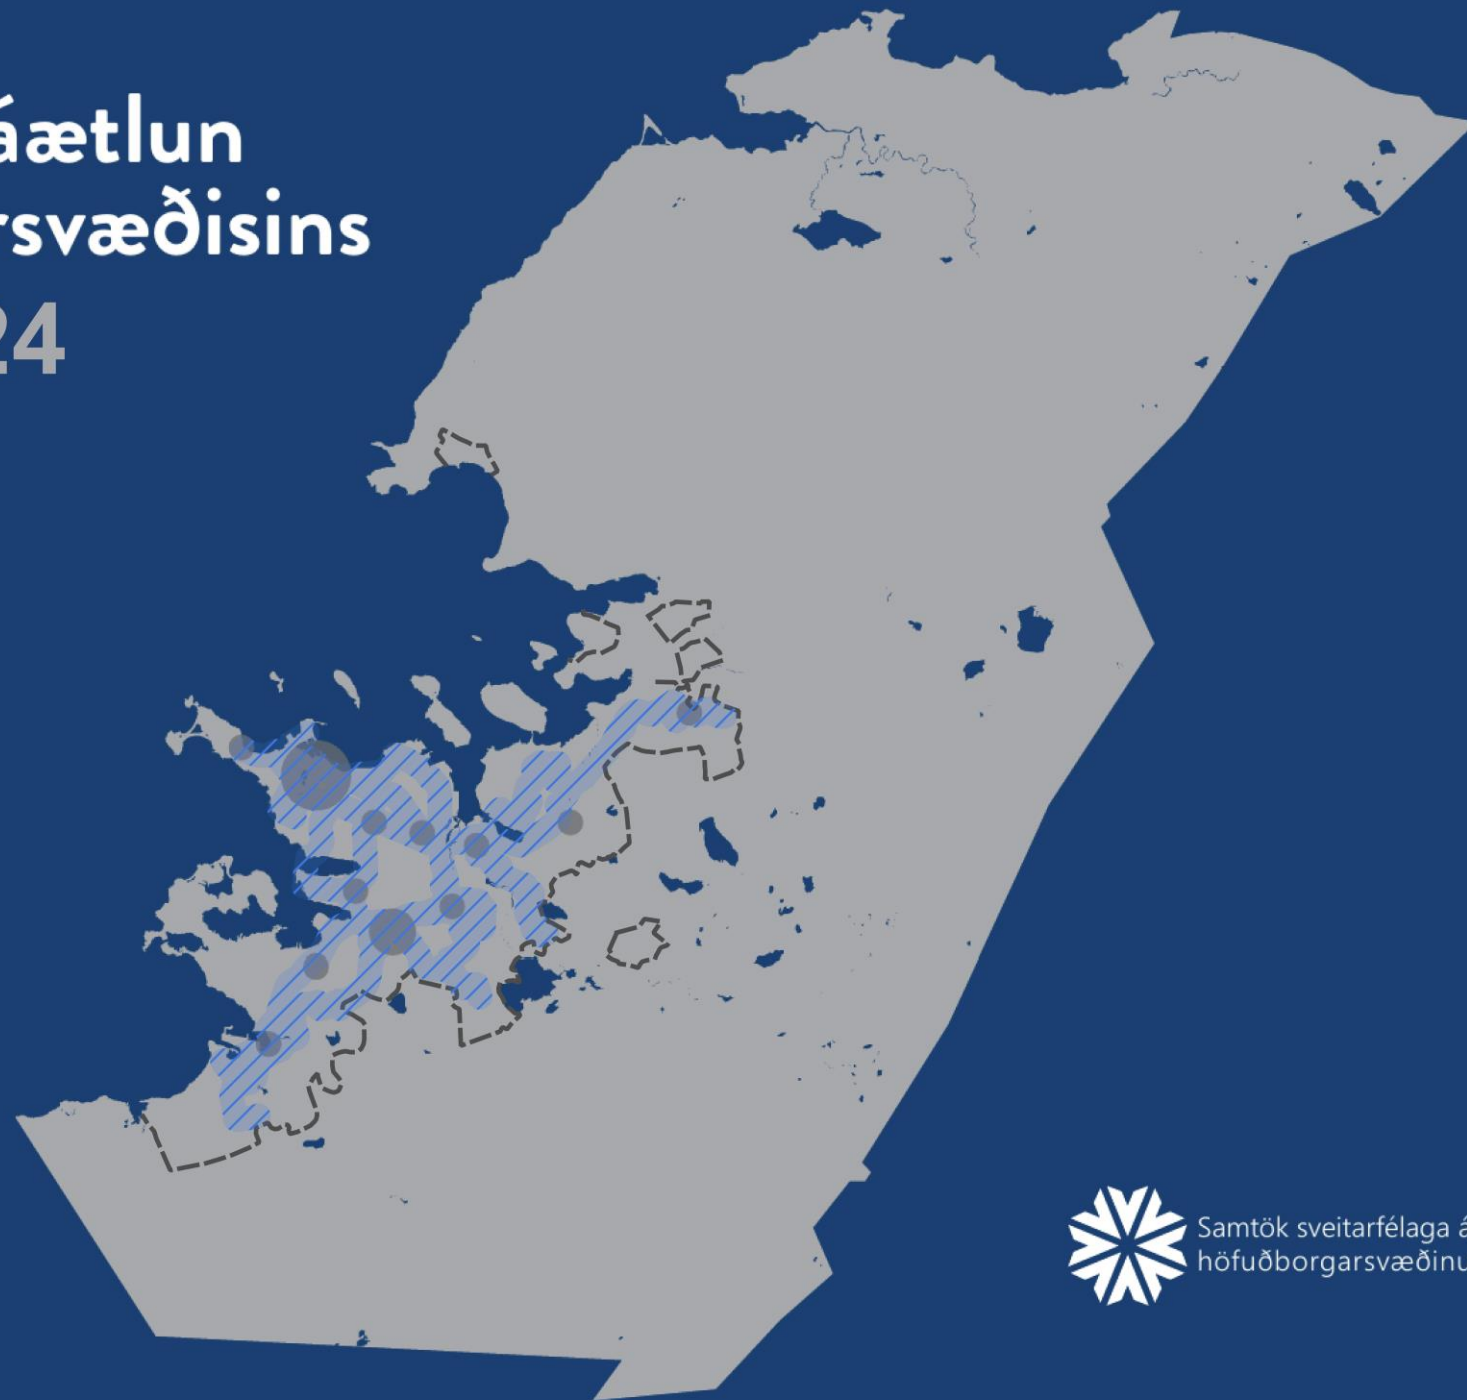 áætlun
rsvæðisins
24
Samtök sveitarfélaga á
höfuðborgarsvæðinu